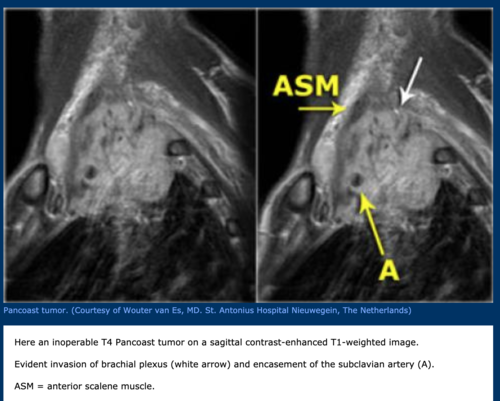 ASM
A
Pancoast tumor. (Courtesy of Wouter van Es, MD. St. Antonius Hospital Nieuwegein, The Netherlands)
Here an inoperable T4 Pancoast tumor on a sagittal contrast-enhanced T1-weighted image.
Evident invasion of brachial plexus (white arrow) and encasement of the subclavian artery (A).
ASM = anterior scalene muscle.